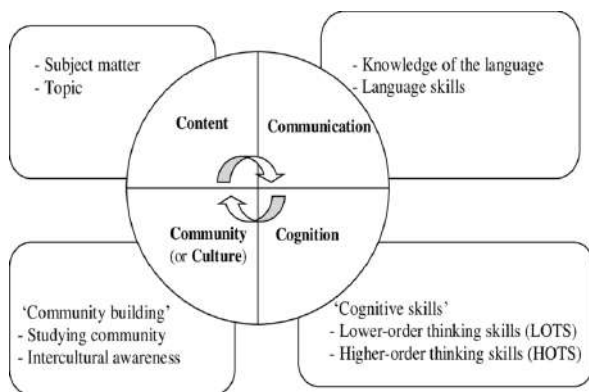 - Subject matter
- Topic
- Knowledge of the language
- Language skills
Content
Communication
Community
(or Culture)
Cognition
‘Community building’
- Studying community
- Intercultural awareness
‘Cognitive skills’
- Lower-order thinking skills (LOTS)
- Higher-order thinking skills (HOTS)